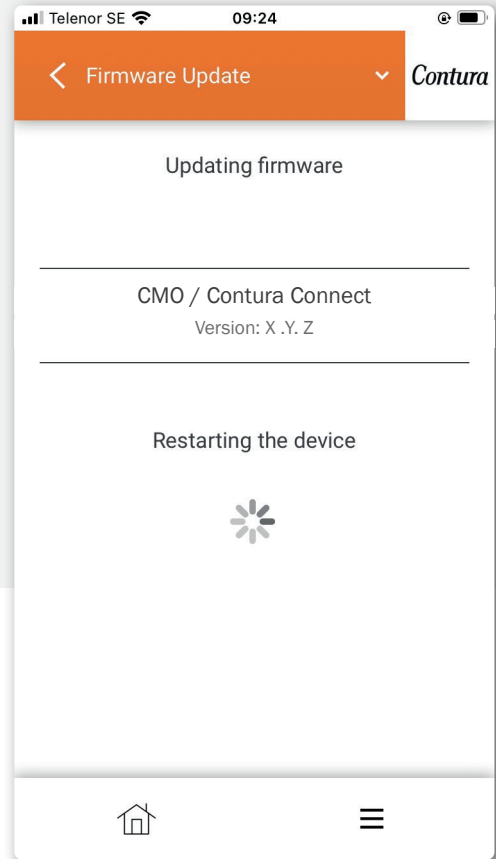 Telenor SE 09:24
Firmware Update Contura
Updating firmware
CMO / Contura Connect
Version: X .Y. Z
Restarting the device